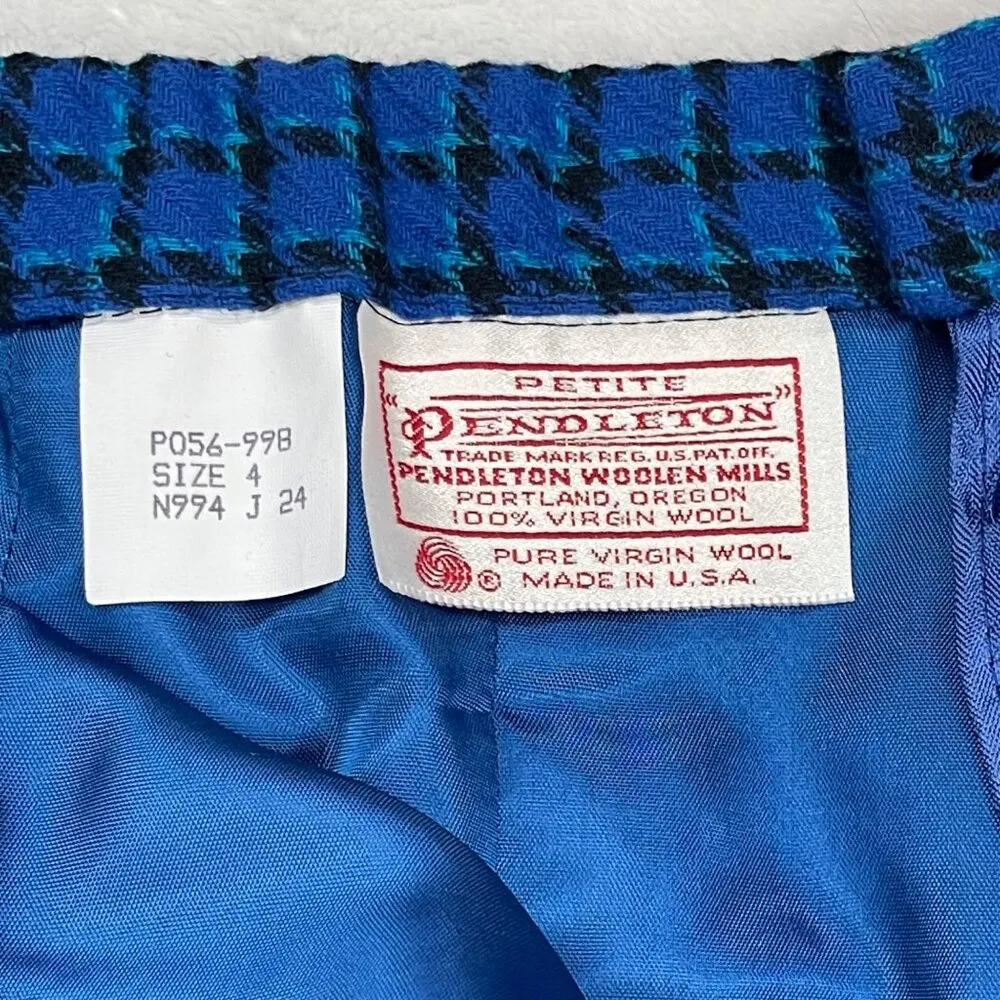 P056-99B
SIZE 4
N994 J 24
PETITE
"PENDLETON"
TRADE MARK REG. U.S. PAT. OFF.
PENDLETON WOOLEN MILLS
PORTLAND, OREGON
100% VIRGIN WOOL
® PURE VIRGIN WOOL
MADE IN U.S.A.